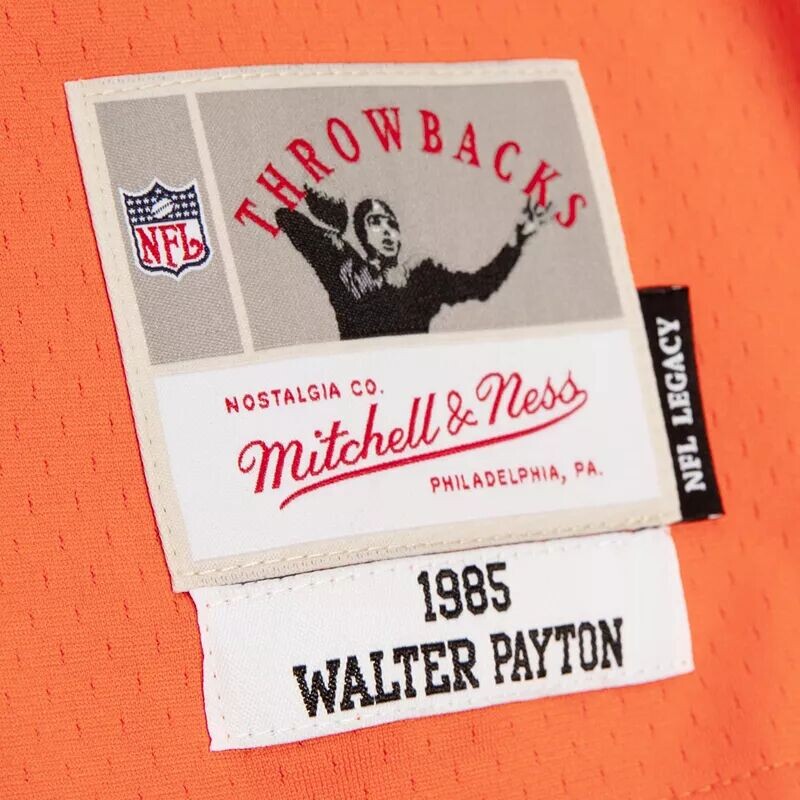 THROWBACKS
NFL
NOSTALGIA CO.
Mitchell & Ness
PHILADELPHIA, PA.
NFL LEGACY
1985
WALTER PAYTON